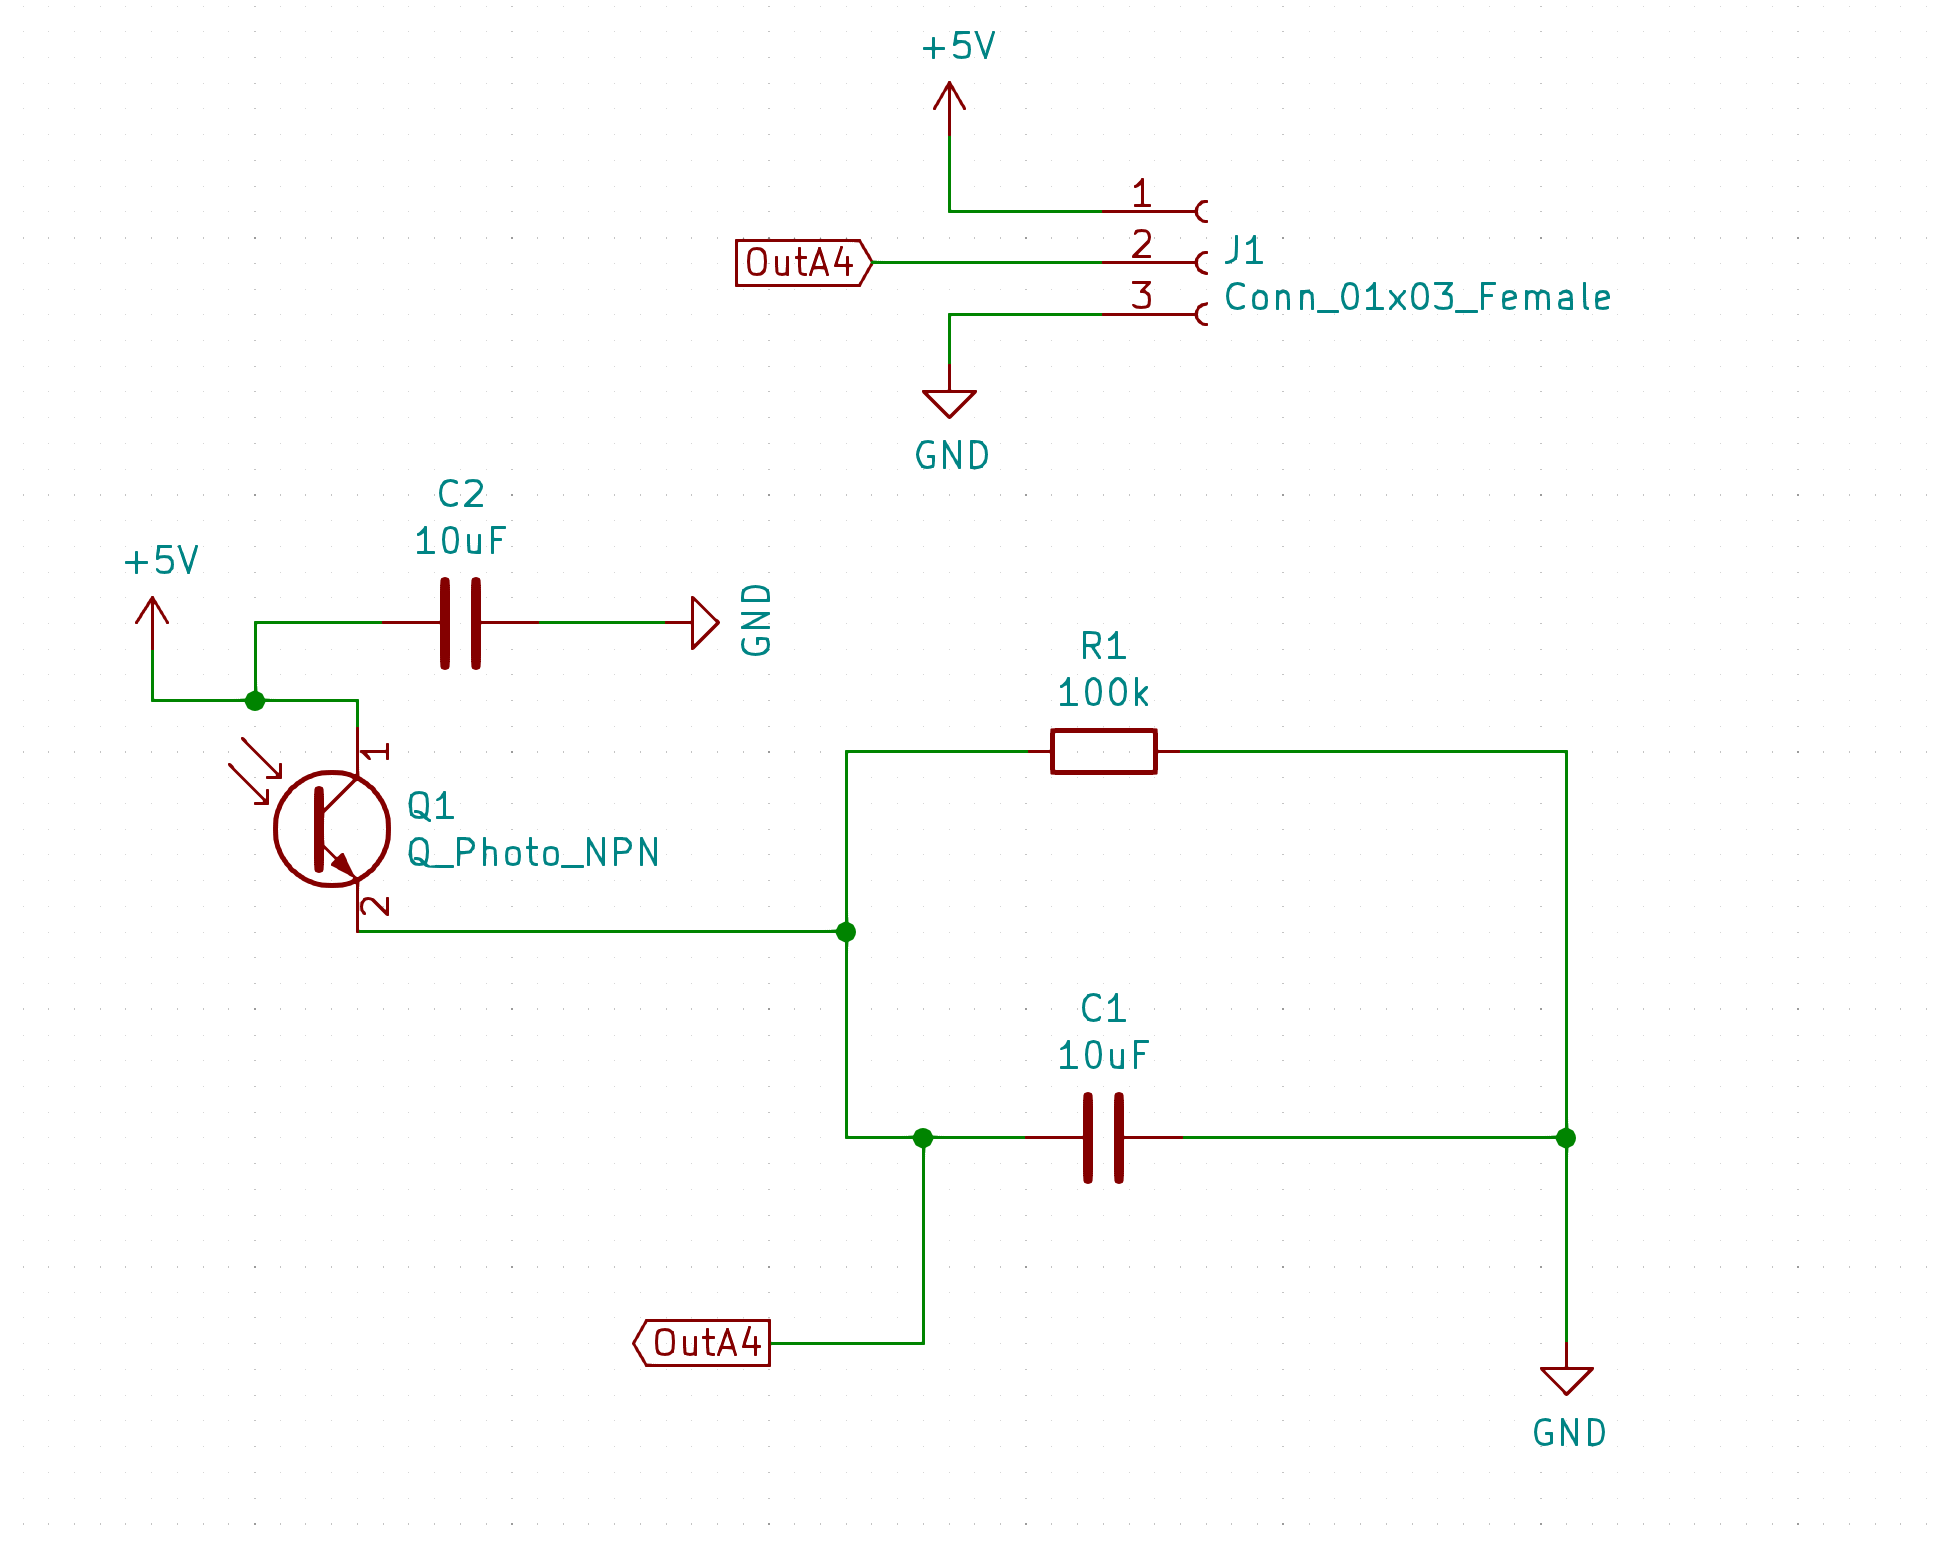 +5V
1
OutA4
2
J1
3
Conn_01x03_Female
GND
C2
10uF
+5V
GND
R1
100k
1
Q1
Q_Photo_NPN
2
C1
10uF
OutA4
GND